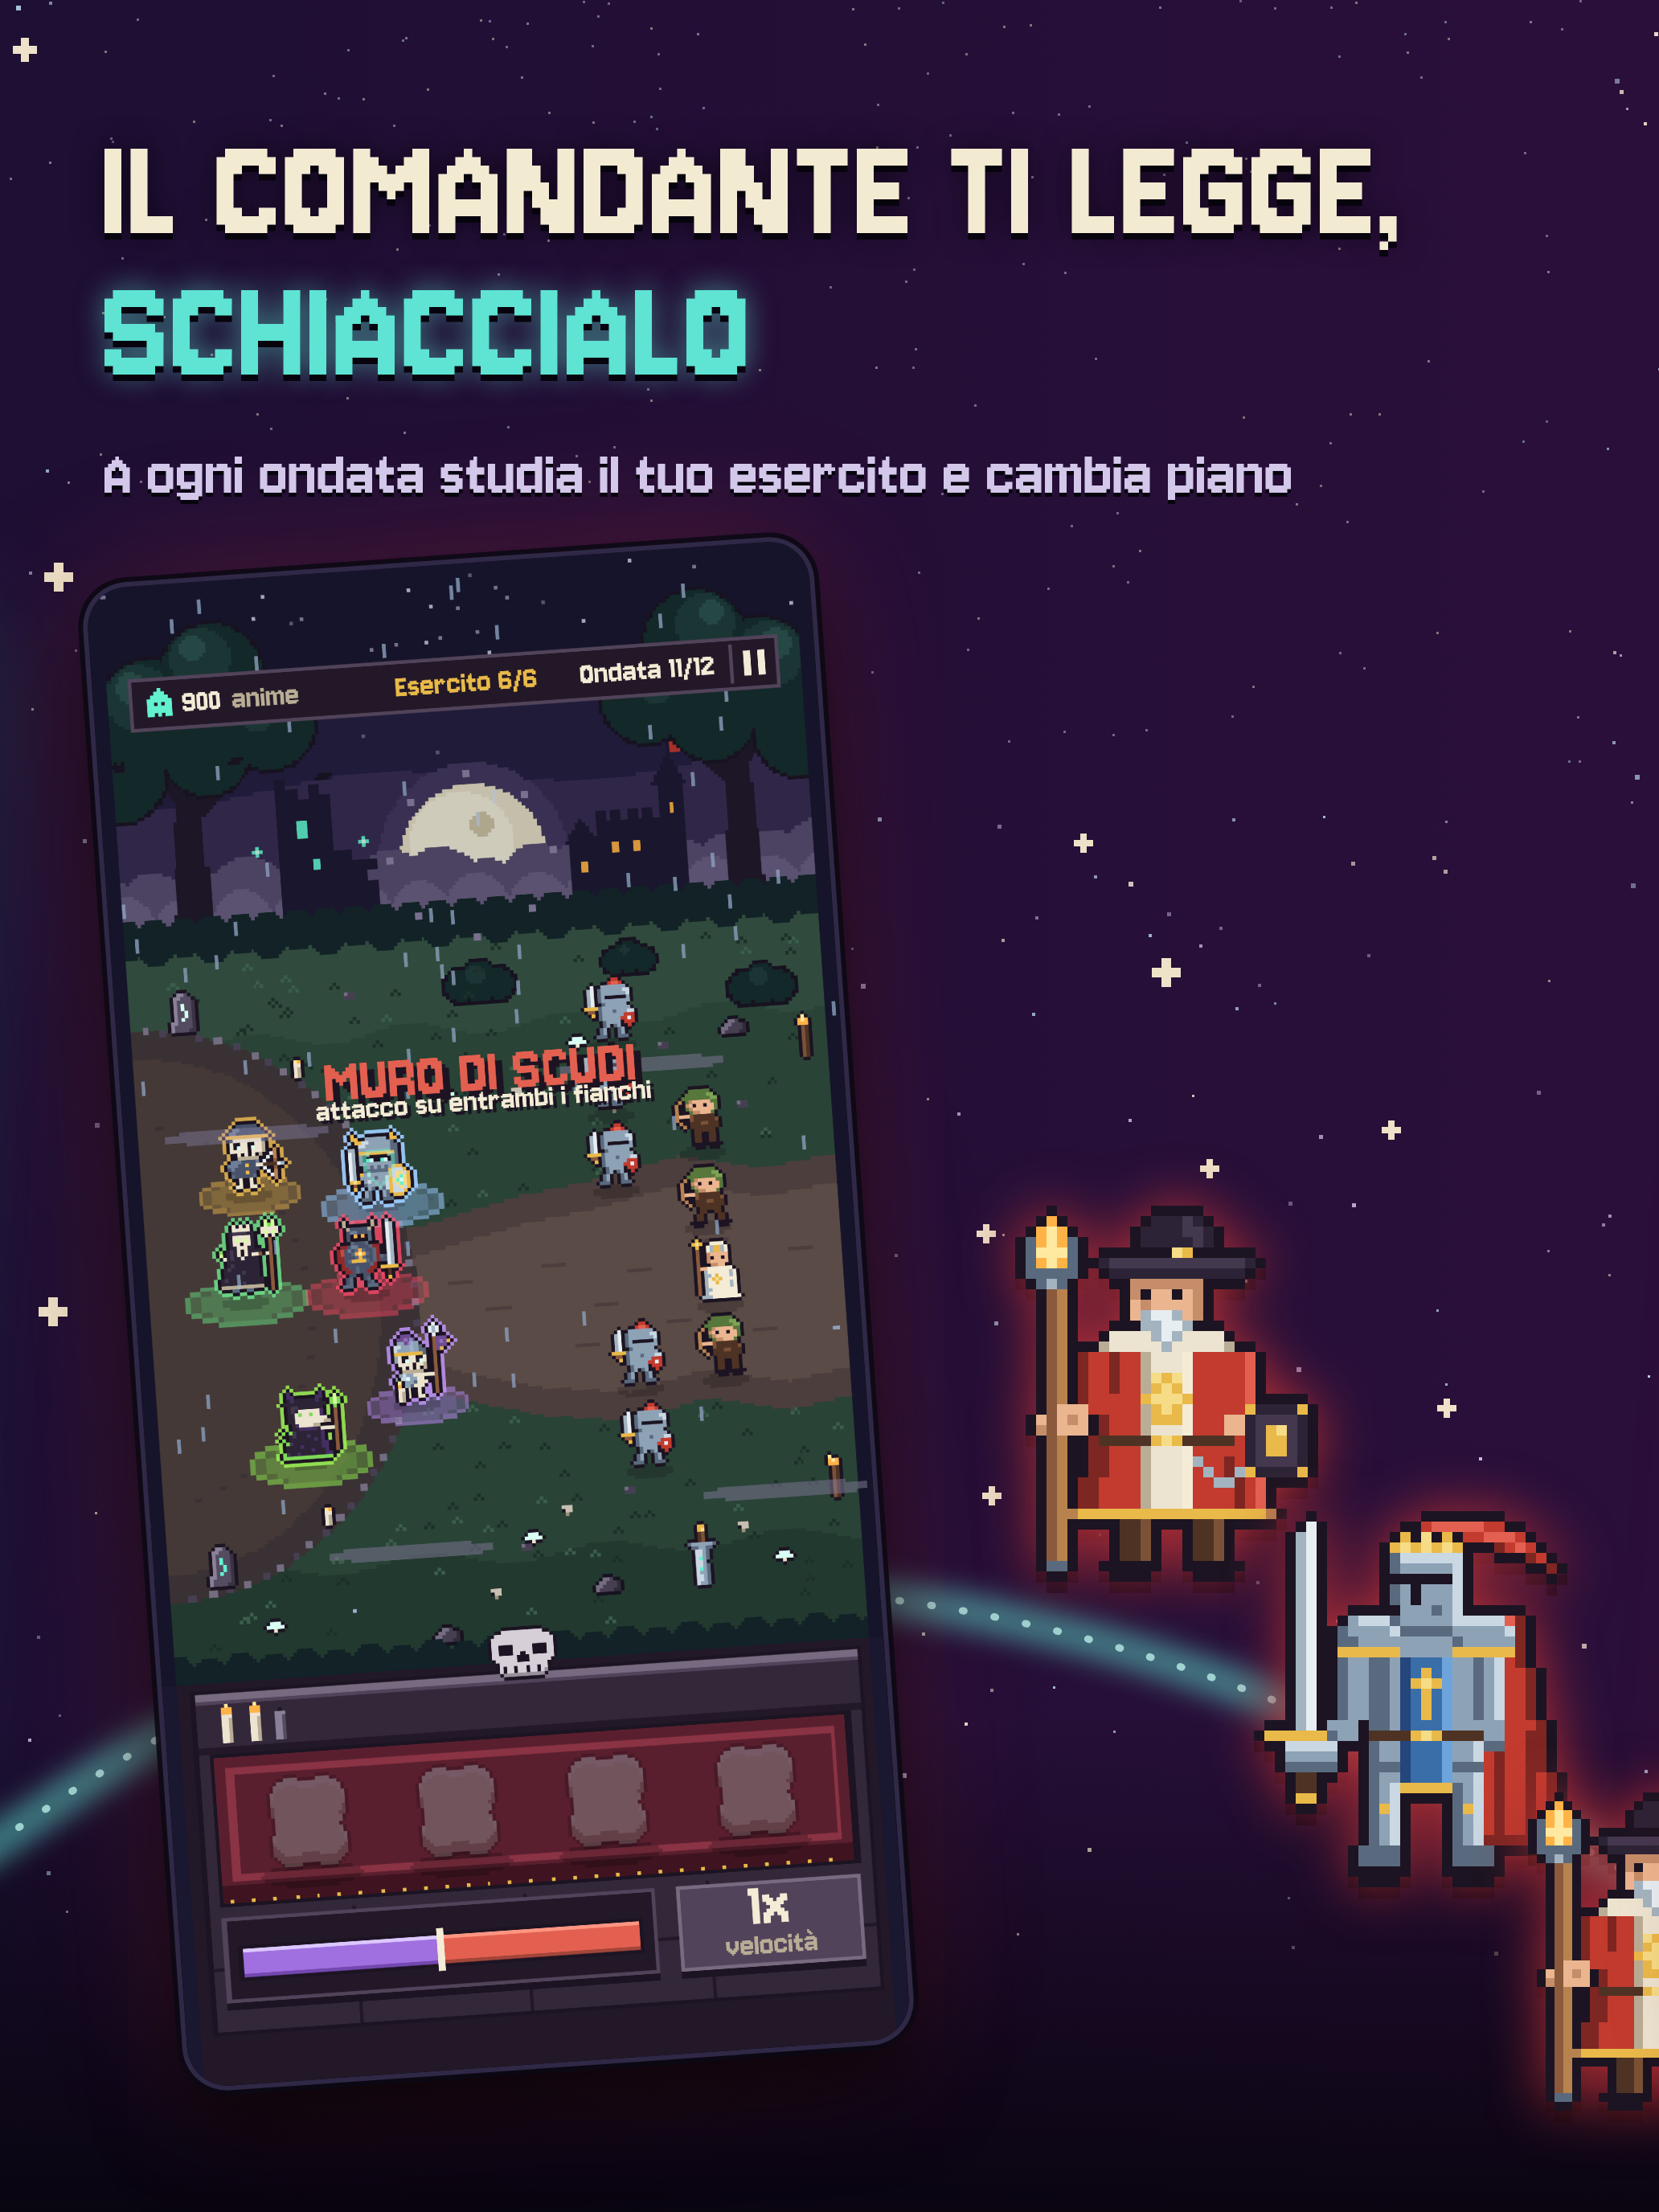 IL COMANDANTE TI LEGGE,
SCHIACCIALO
A ogni ondata studia il tuo esercito e cambia piano
900 anime Esercito 6/6 Ondata 11/12
MURO DI SCUDI
attacco su entrambi i fianchi
1x
velocità